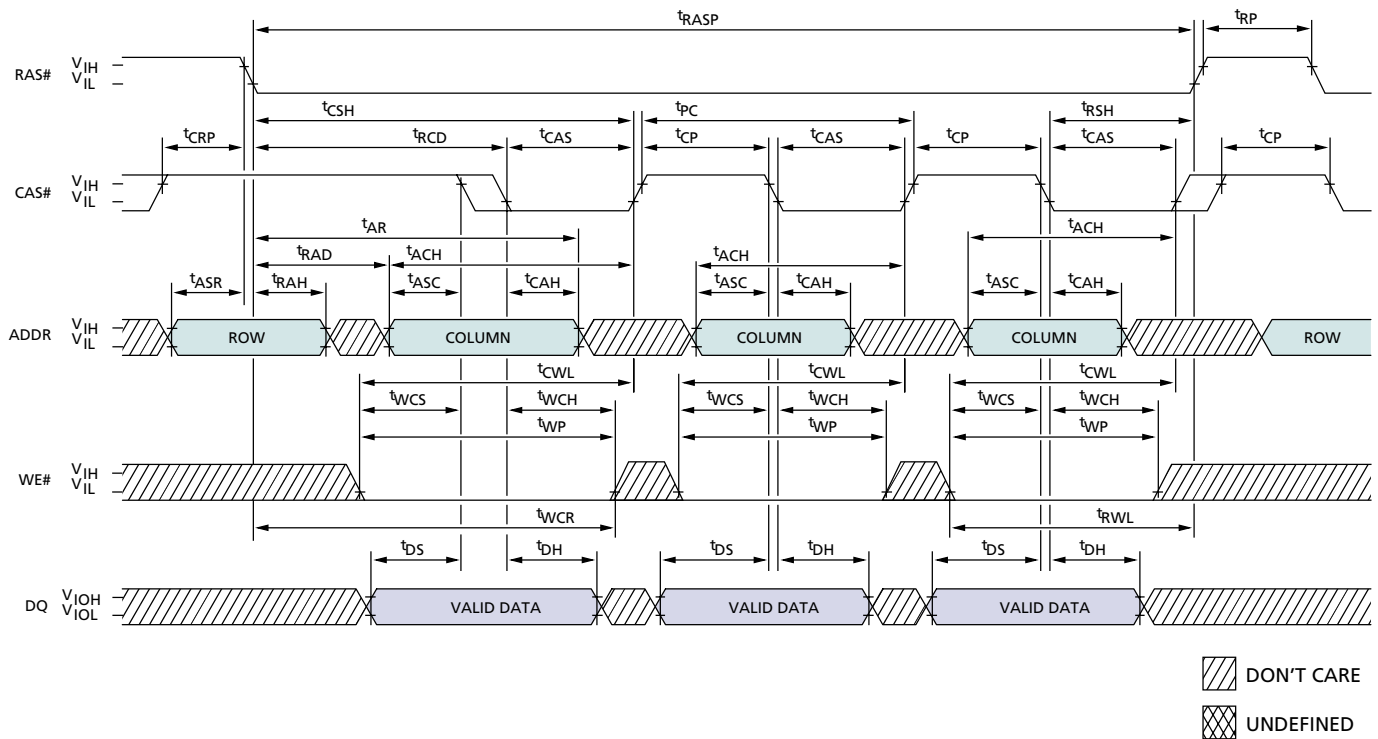 tRASP tRP
RAS# VIH VIL
tCSH tPC tRSH
tCRP tRCD tCAS tCP tCAS tCP tCAS tCP
CAS# VIH VIL
tAR tACH
tRAD tACH tACH
tASR tRAH tASC tCAH tASC tCAH tASC tCAH
ADDR VIH VIL ROW COLUMN COLUMN COLUMN ROW
tCWL tCWL tCWL
tWCS tWCH tWCS tWCH tWCS tWCH
tWP tWP tWP
WE# VIH VIL
tWCR tRWL
tDS tDH tDS tDH tDS tDH
DQ VIOH VIOL VALID DATA VALID DATA VALID DATA
DON'T CARE
UNDEFINED